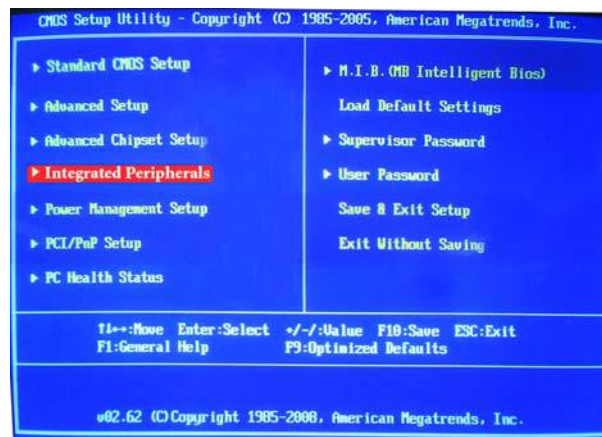 CMOS Setup Utility - Copyright (C) 1985-2005, American Megatrends, Inc.
▶ Standard CMOS Setup
▶ Advanced Setup
▶ Advanced Chipset Setup
▶ Integrated Peripherals
▶ Power Management Setup
▶ PCI/PnP Setup
▶ PC Health Status
▶ M.I.B.(MB Intelligent Bios)
Load Default Settings
▶ Supervisor Password
▶ User Password
Save & Exit Setup
Exit Without Saving
↑↓←→:Move Enter:Select +/-/:Value F10:Save ESC:Exit
F1:General Help F9:Optimized Defaults
v02.62 (C)Copyright 1985-2008, American Megatrends, Inc.